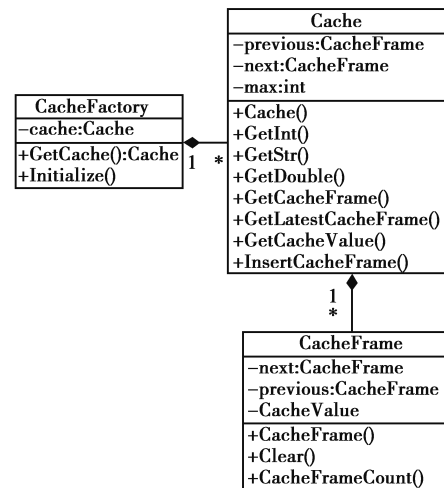 Cache
-previous:CacheFrame
-next:CacheFrame
-max:int
+Cache()
+GetInt()
+GetStr()
+GetDouble()
+GetCacheFrame()
+GetLatestCacheFrame()
+GetCacheValue()
+InsertCacheFrame()
CacheFactory
-cache:Cache
+GetCache():Cache
+Initialize()
1
*
1
*
CacheFrame
-next:CacheFrame
-previous:CacheFrame
-CacheValue
+CacheFrame()
+Clear()
+CacheFrameCount()